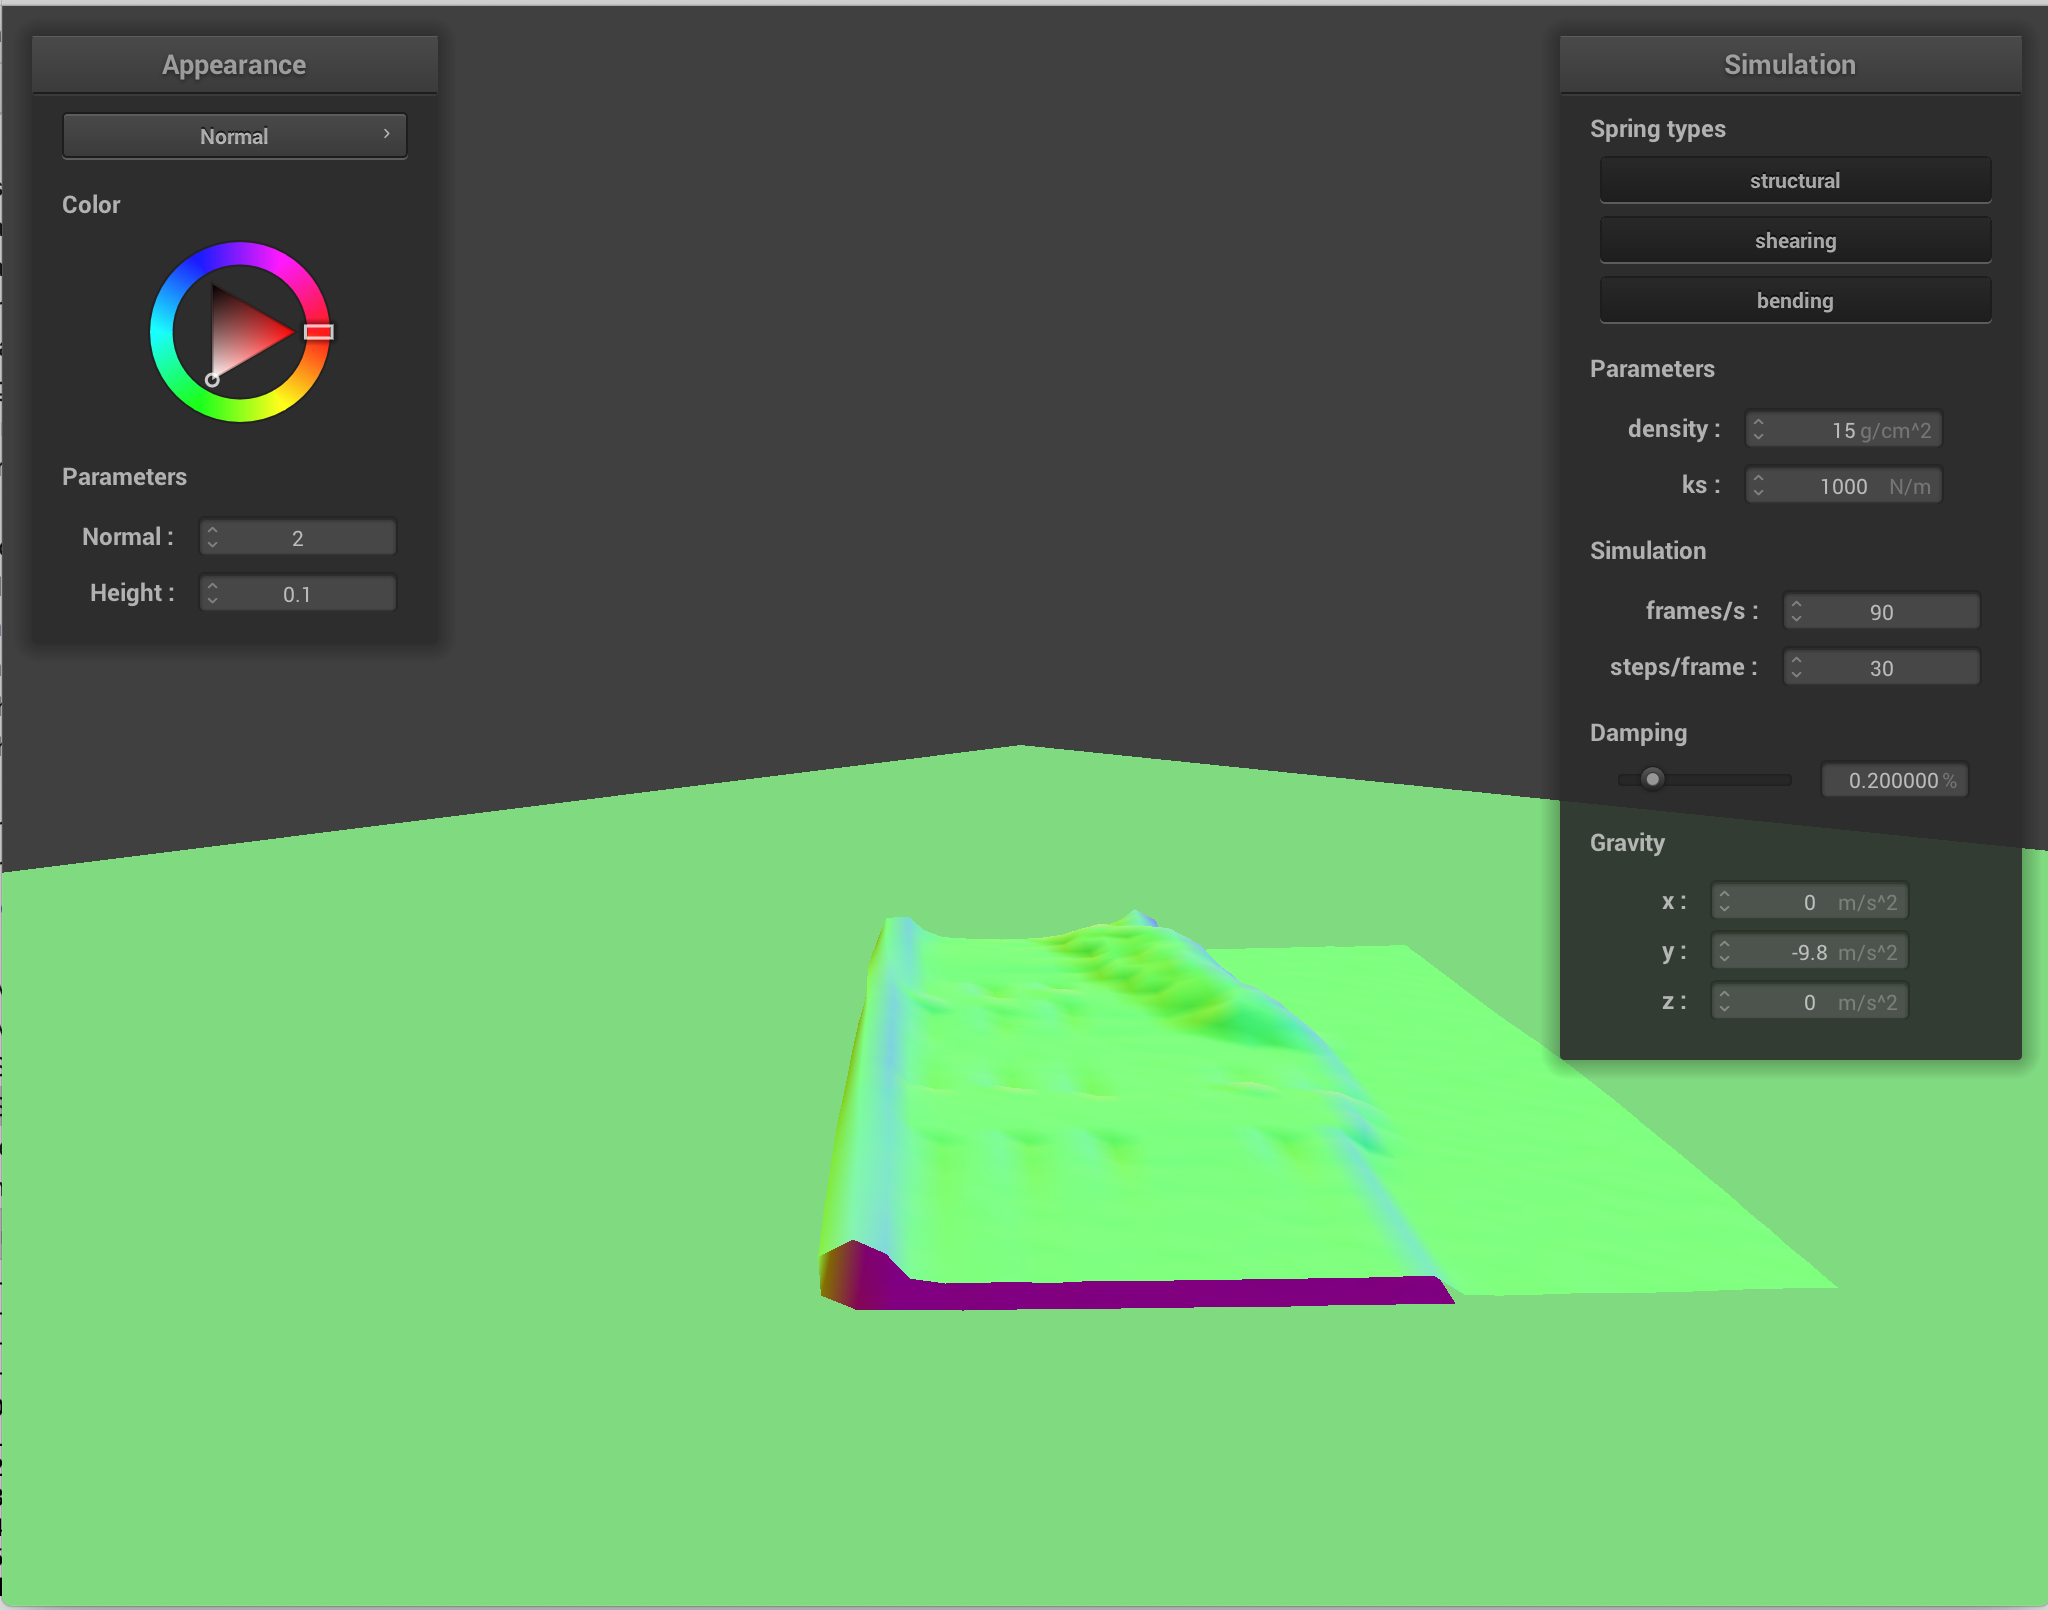 Appearance
Normal
Color
Parameters
Normal :
2
Height :
0.1
Simulation
Spring types
structural
shearing
bending
Parameters
density :
15 g/cm^2
ks :
1000 N/m
Simulation
frames/s :
90
steps/frame :
30
Damping
0.200000 %
Gravity
x :
0 m/s^2
y :
-9.8 m/s^2
z :
0 m/s^2